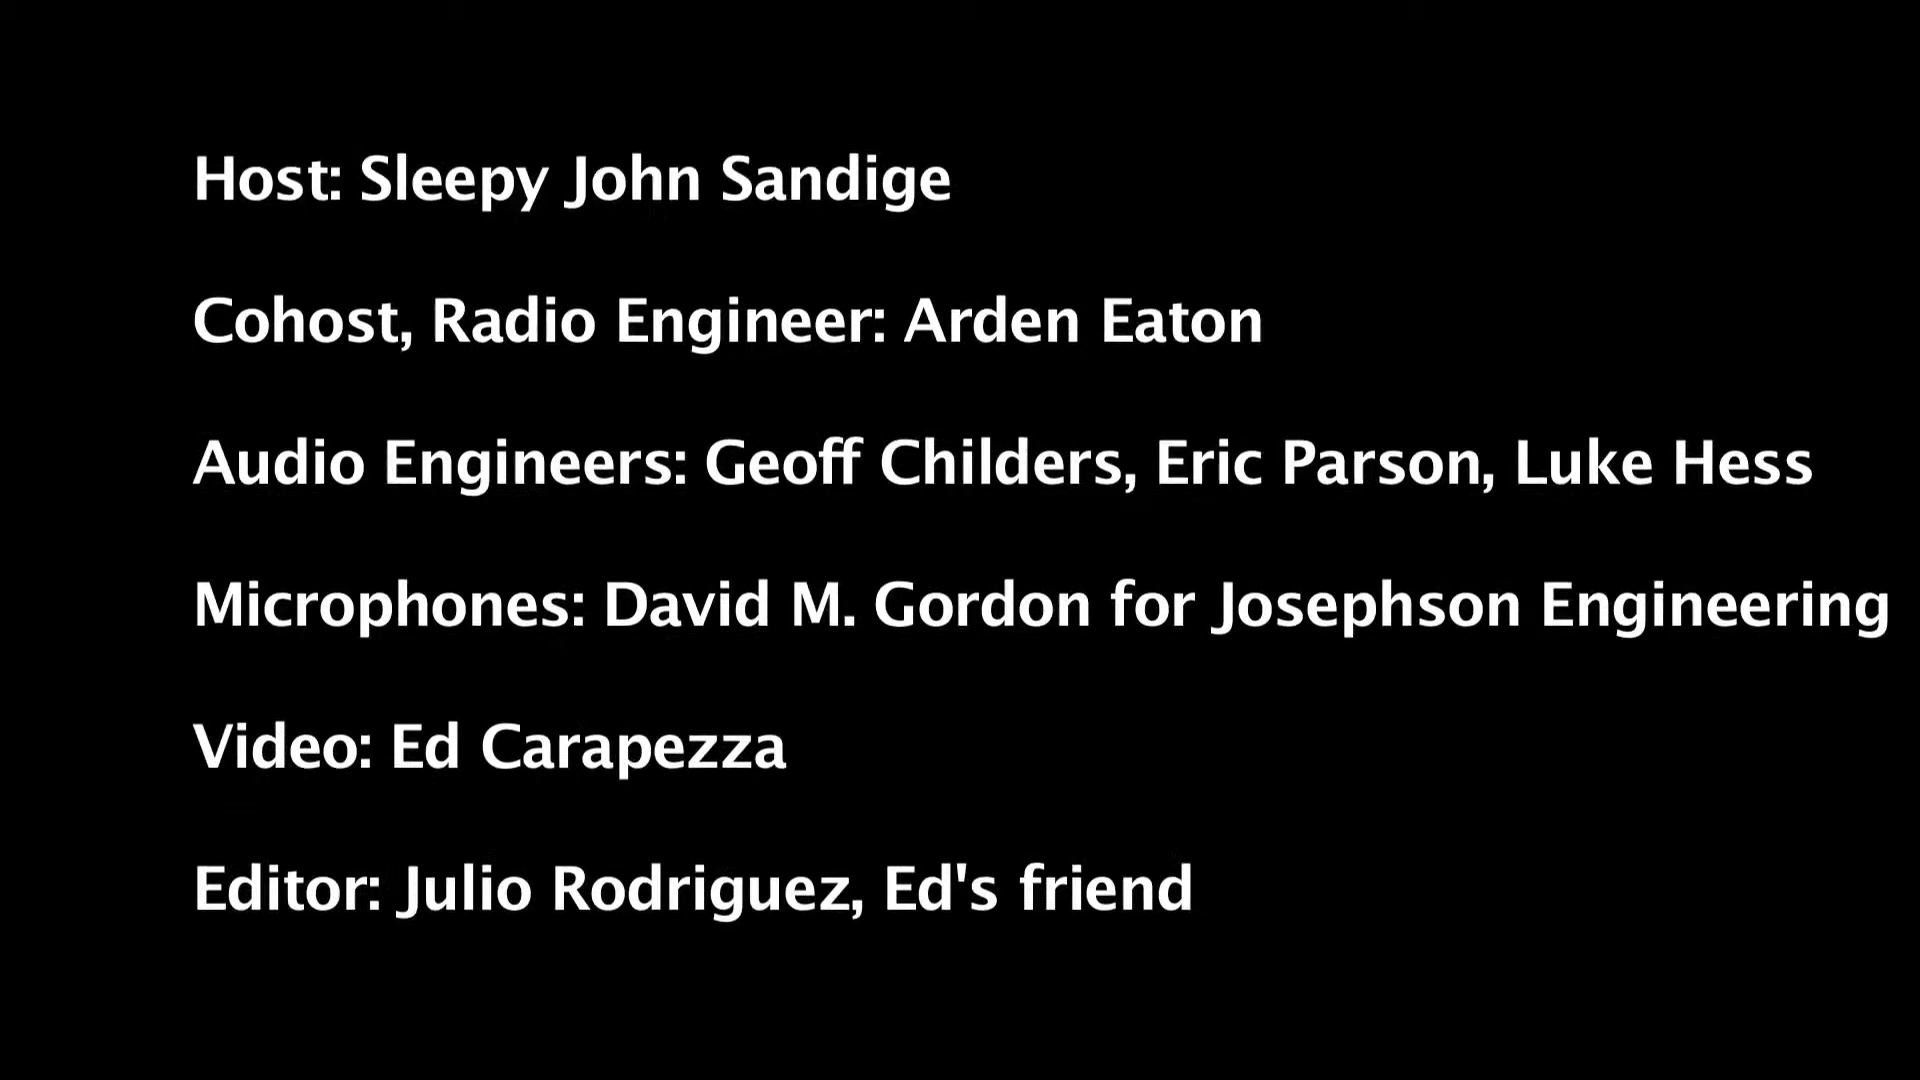 Host: Sleepy John Sandige
Cohost, Radio Engineer: Arden Eaton
Audio Engineers: Geoff Childers, Eric Parson, Luke Hess
Microphones: David M. Gordon for Josephson Engineering
Video: Ed Carapezza
Editor: Julio Rodriguez, Ed's friend